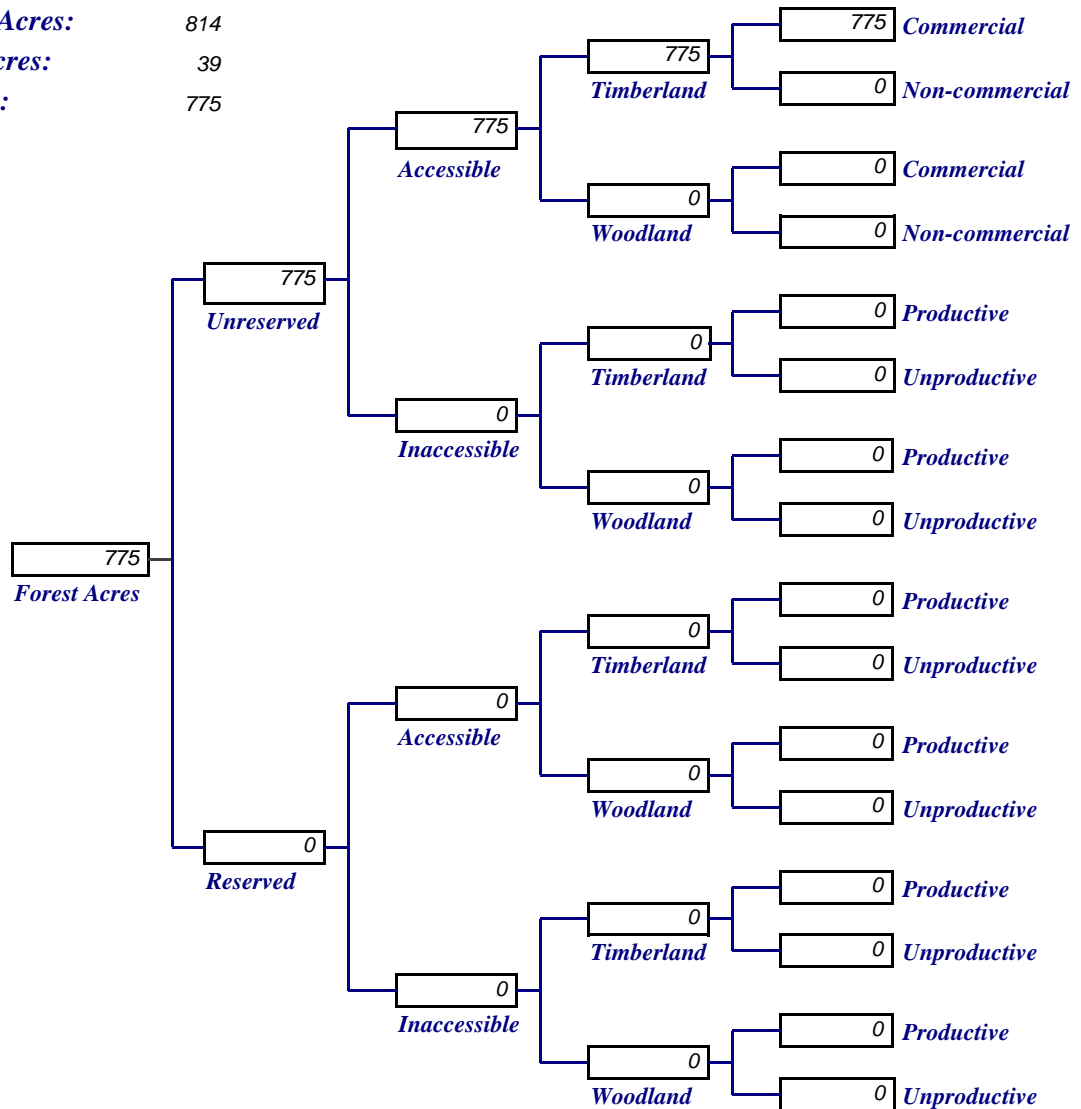 Acres: 814
cres: 39
: 775
775 Commercial
775
Timberland
0 Non-commercial
775
Accessible
0 Commercial
0
Woodland
0 Non-commercial
775
Unreserved
0 Productive
0
Timberland
0 Unproductive
0
Inaccessible
0 Productive
0
Woodland
0 Unproductive
775
Forest Acres
0 Productive
0
Timberland
0 Unproductive
0
Accessible
0 Productive
0
Woodland
0 Unproductive
0
Reserved
0 Productive
0
Timberland
0 Unproductive
0
Inaccessible
0 Productive
0
Woodland
0 Unproductive